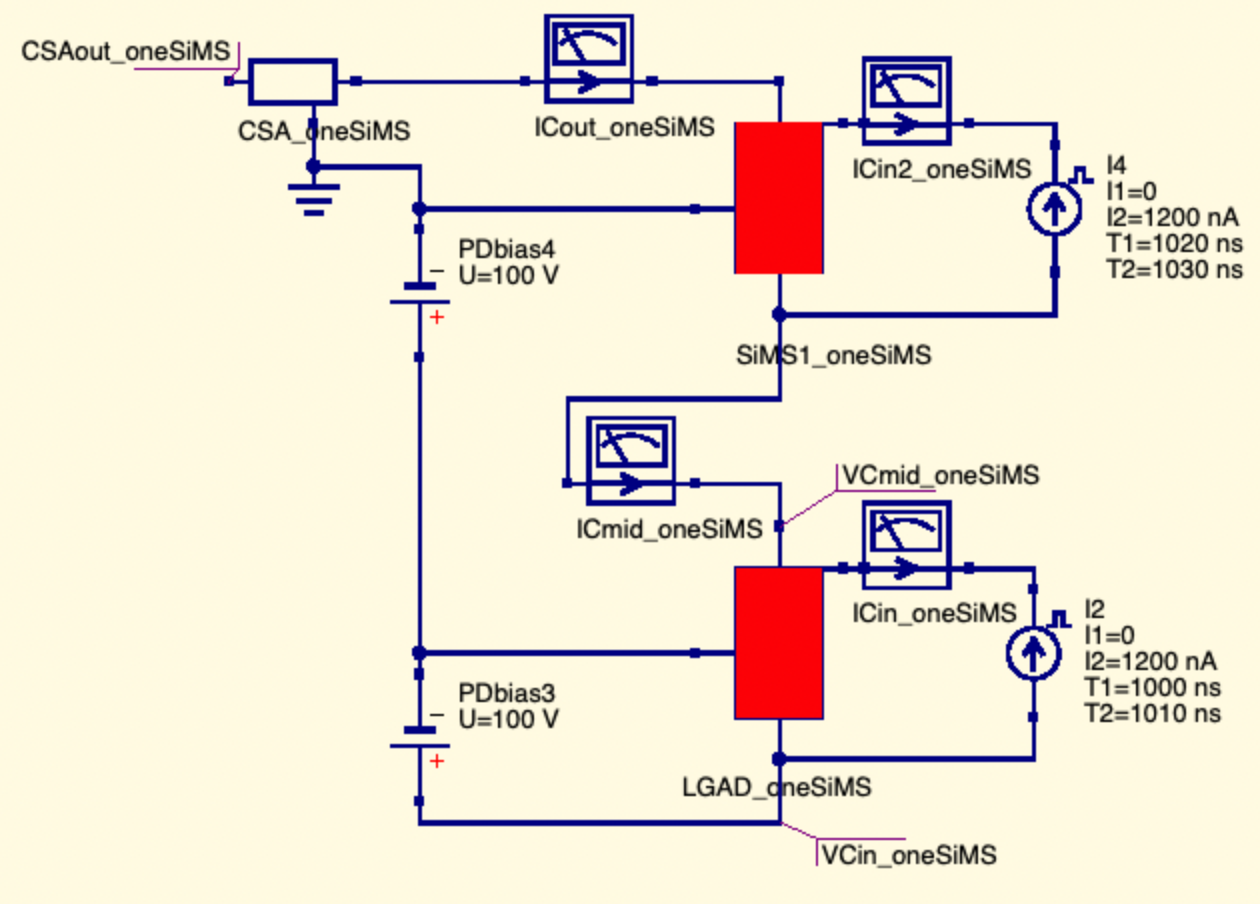 CSAout_oneSiMS
CSA_oneSiMS
ICout_oneSiMS
ICin2_oneSiMS
I4
I1=0
I2=1200 nA
T1=1020 ns
T2=1030 ns
PDbias4
U=100 V
−
+
SiMS1_oneSiMS
ICmid_oneSiMS
VCmid_oneSiMS
ICin_oneSiMS
I2
I1=0
I2=1200 nA
T1=1000 ns
T2=1010 ns
PDbias3
U=100 V
−
+
LGAD_oneSiMS
VCin_oneSiMS